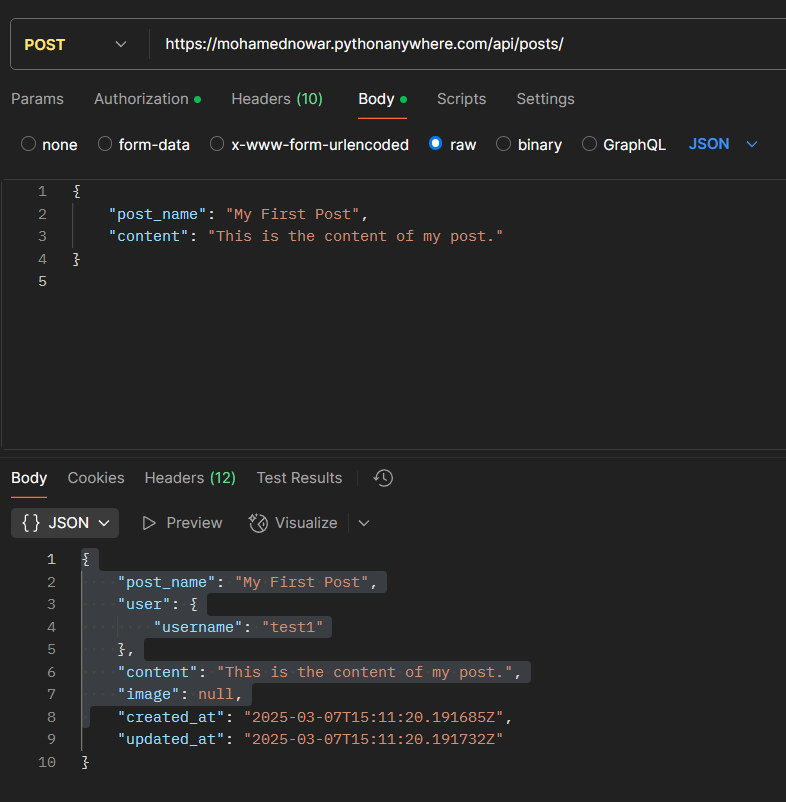 POST https://mohamednowar.pythonanywhere.com/api/posts/
Params Authorization Headers (10) Body Scripts Settings
none form-data x-www-form-urlencoded raw binary GraphQL JSON
1 {
2 "post_name": "My First Post",
3 "content": "This is the content of my post."
4 }
5
Body Cookies Headers (12) Test Results
{} JSON Preview Visualize
1 {
2 "post_name": "My First Post",
3 "user": {
4 "username": "test1"
5 },
6 "content": "This is the content of my post.",
7 "image": null,
8 "created_at": "2025-03-07T15:11:20.191685Z",
9 "updated_at": "2025-03-07T15:11:20.191732Z"
10 }